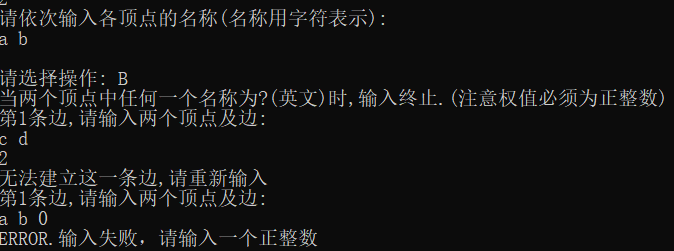 2
请依次输入各顶点的名称(名称用字符表示):
a b
请选择操作: B
当两个顶点中任何一个名称为?(英文)时,输入终止.(注意权值必须为正整数)
第1条边,请输入两个顶点及边:
c d
2
无法建立这一条边,请重新输入
第1条边,请输入两个顶点及边:
a b 0
ERROR.输入失败，请输入一个正整数